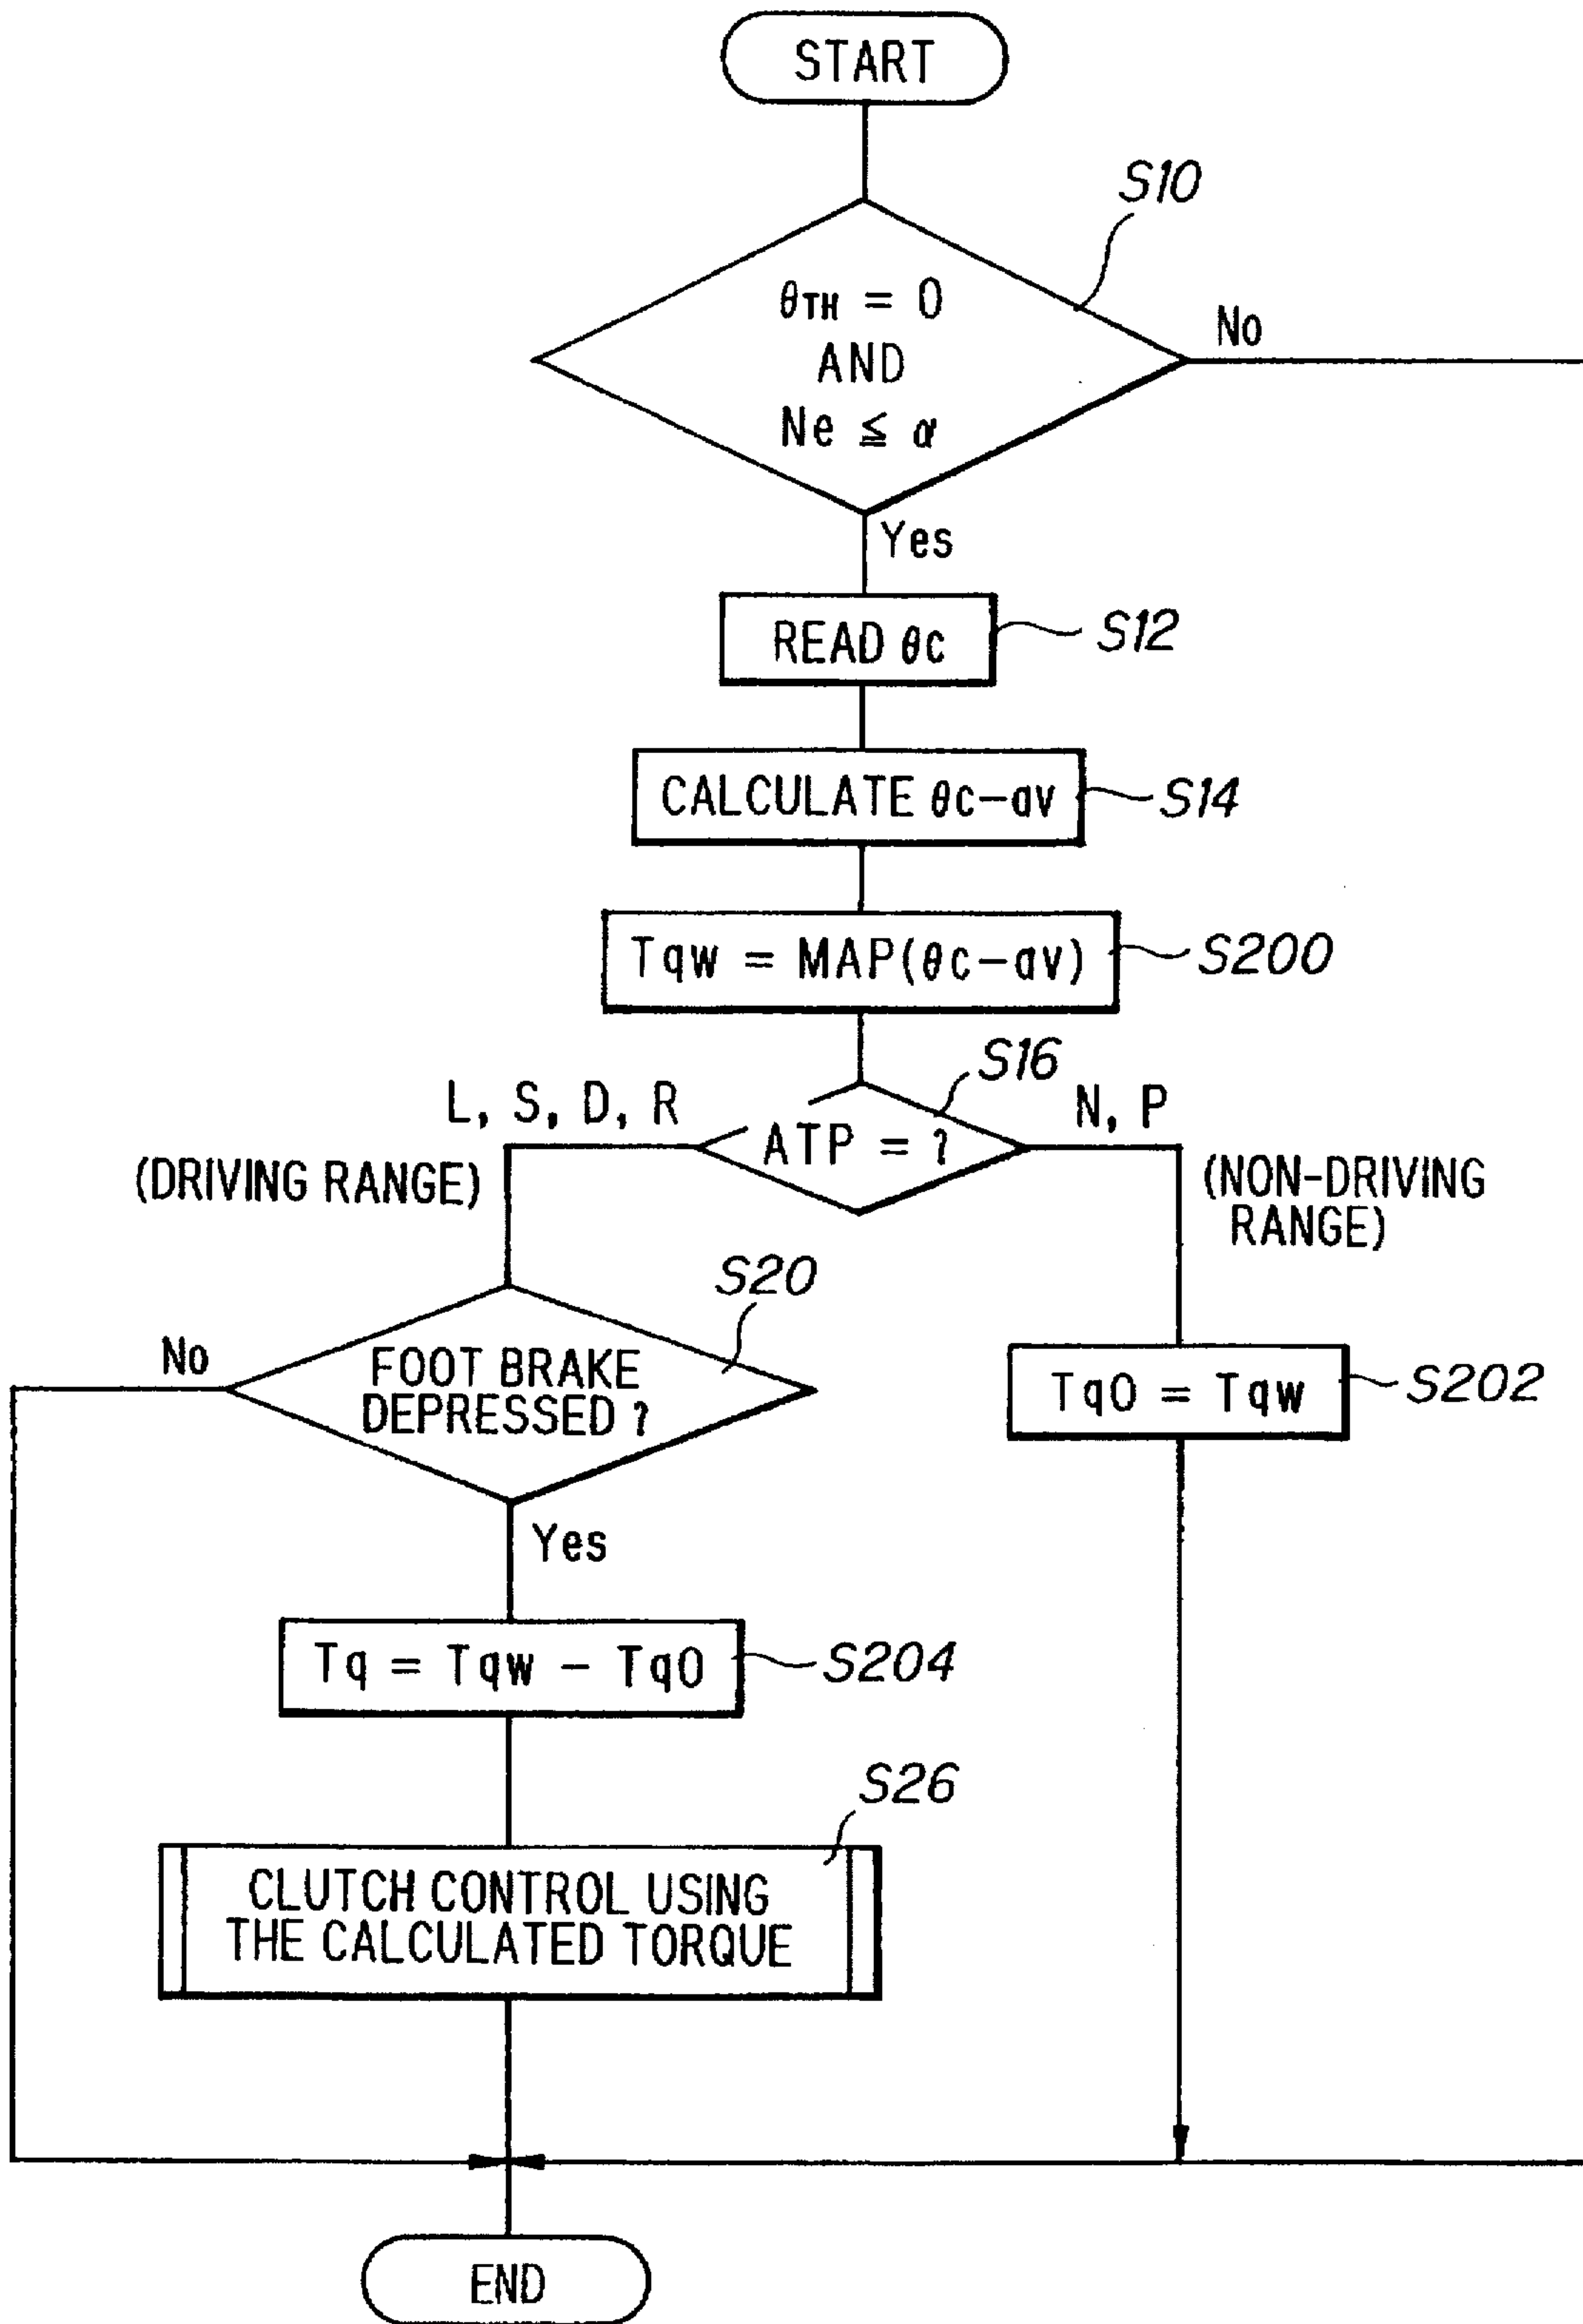 START
S10
θTH = 0
AND
Ne ≦ α
No
Yes
READ θc
S12
CALCULATE θc-av
S14
Tqw = MAP(θc-av)
S200
S16
L, S, D, R
ATP = ?
N, P
(DRIVING RANGE)
(NON-DRIVING
RANGE)
S20
No
FOOT BRAKE
DEPRESSED ?
Tq0 = Tqw
S202
Yes
Tq = Tqw - Tq0
S204
S26
CLUTCH CONTROL USING
THE CALCULATED TORQUE
END